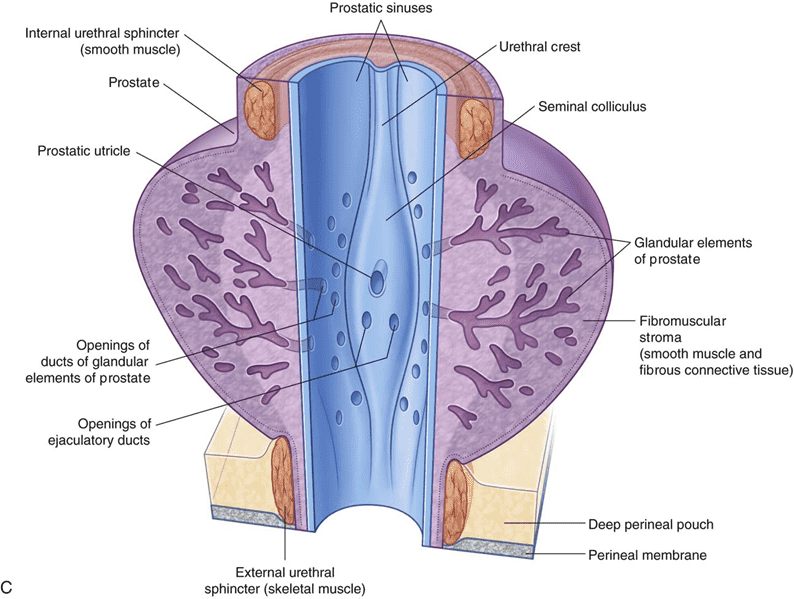 Prostatic sinuses
Internal urethral sphincter
(smooth muscle)
Urethral crest
Prostate
Seminal colliculus
Prostatic utricle
Glandular elements
of prostate
Fibromuscular
stroma
(smooth muscle and
fibrous connective tissue)
Openings of
ducts of glandular
elements of prostate
Openings of
ejaculatory ducts
Deep perineal pouch
Perineal membrane
External urethral
sphincter (skeletal muscle)
C